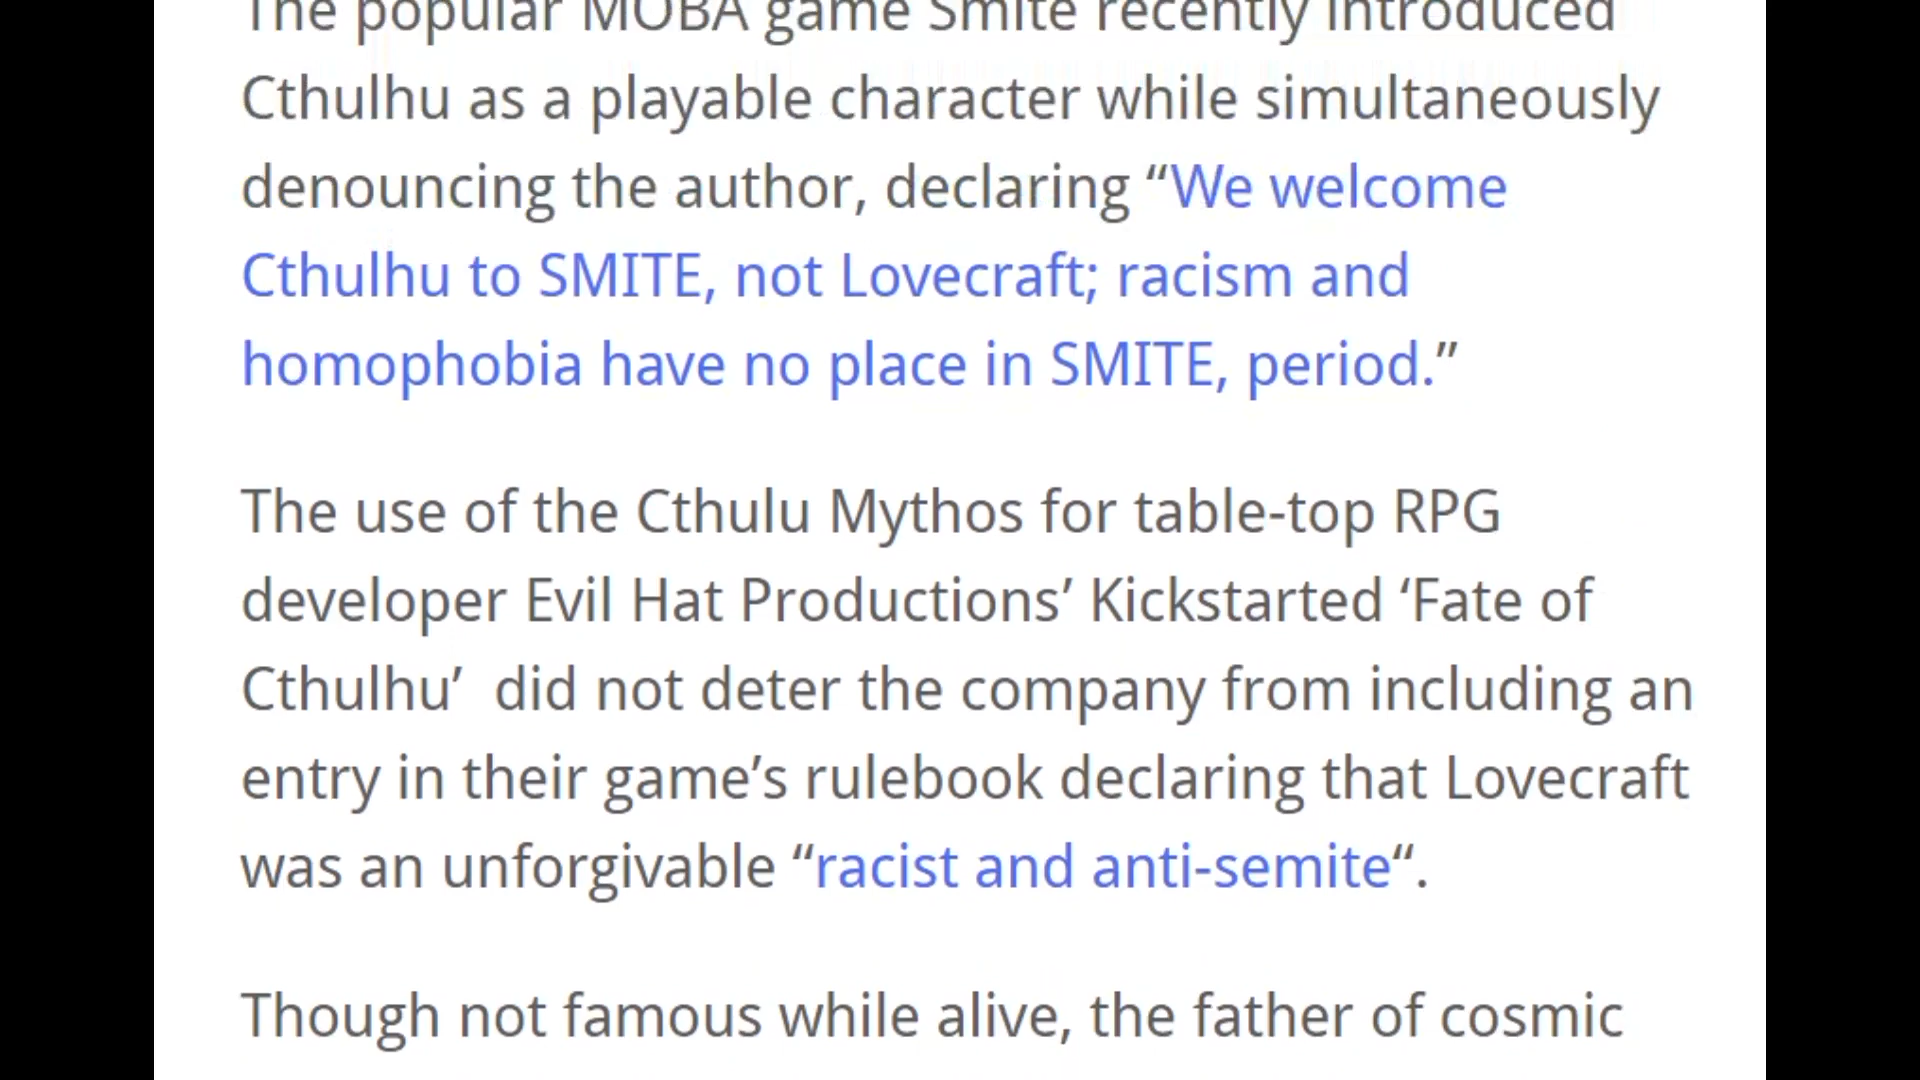 The popular MOBA game Smite recently introduced
Cthulhu as a playable character while simultaneously
denouncing the author, declaring “We welcome
Cthulhu to SMITE, not Lovecraft; racism and
homophobia have no place in SMITE, period.”
The use of the Cthulu Mythos for table-top RPG
developer Evil Hat Productions’ Kickstarted ‘Fate of
Cthulhu’  did not deter the company from including an
entry in their game’s rulebook declaring that Lovecraft
was an unforgivable “racist and anti-semite“.
Though not famous while alive, the father of cosmic